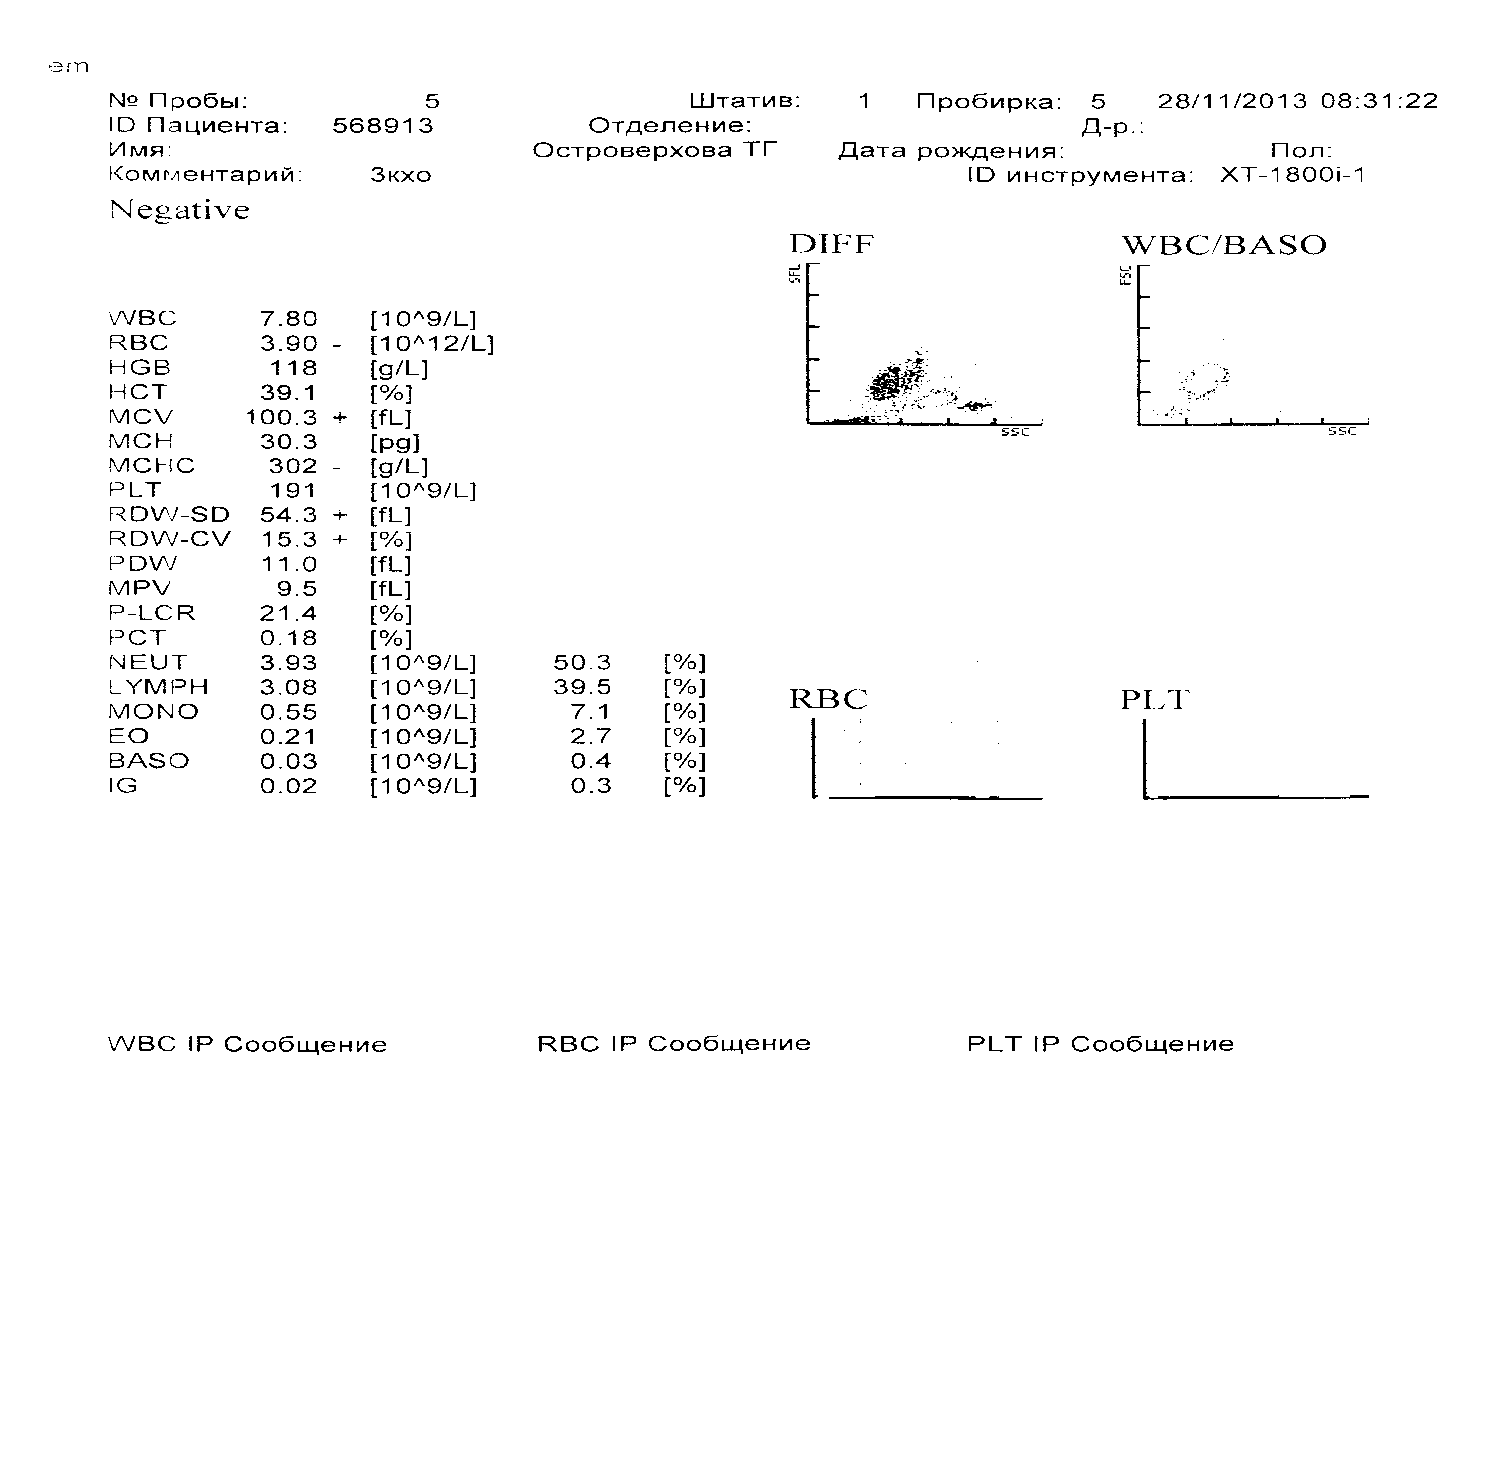 em
№ Пробы: 5 Штатив: 1 Пробирка: 5 28/11/2013 08:31:22
ID Пациента: 568913 Отделение: Д-р.:
Имя: Островерхова ТГ Дата рождения: Пол:
Комментарий: 3кхо ID инструмента: XT-1800i-1
Negative
DIFF WBC/BASO
SFL FSC
WBC 7.80 [10^9/L]
RBC 3.90 - [10^12/L]
HGB 118 [g/L]
HCT 39.1 [%]
MCV 100.3 + [fL]
SSC SSC
MCH 30.3 [pg]
MCHC 302 - [g/L]
PLT 191 [10^9/L]
RDW-SD 54.3 + [fL]
RDW-CV 15.3 + [%]
PDW 11.0 [fL]
MPV 9.5 [fL]
P-LCR 21.4 [%]
PCT 0.18 [%]
NEUT 3.93 [10^9/L] 50.3 [%]
LYMPH 3.08 [10^9/L] 39.5 [%]
RBC PLT
MONO 0.55 [10^9/L] 7.1 [%]
EO 0.21 [10^9/L] 2.7 [%]
BASO 0.03 [10^9/L] 0.4 [%]
IG 0.02 [10^9/L] 0.3 [%]
WBC IP Сообщение RBC IP Сообщение PLT IP Сообщение